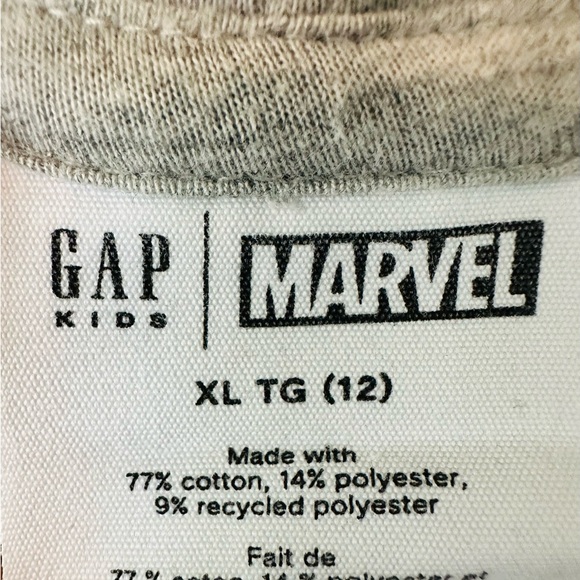 GAP KIDS | MARVEL
XL TG (12)
Made with
77% cotton, 14% polyester,
9% recycled polyester
Fait de